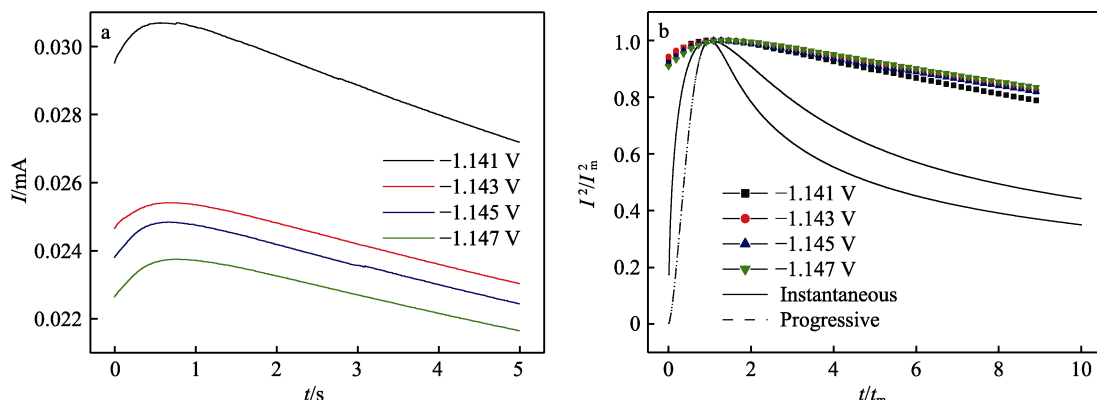 a
0.030
0.028
0.026
0.024
0.022
I/mA
−1.141 V
−1.143 V
−1.145 V
−1.147 V
0 1 2 3 4 5
t/s
b
1.0
0.8
0.6
0.4
0.2
0
I²/I²ₘ
−1.141 V
−1.143 V
−1.145 V
−1.147 V
Instantaneous
Progressive
0 2 4 6 8 10
t/tₘ